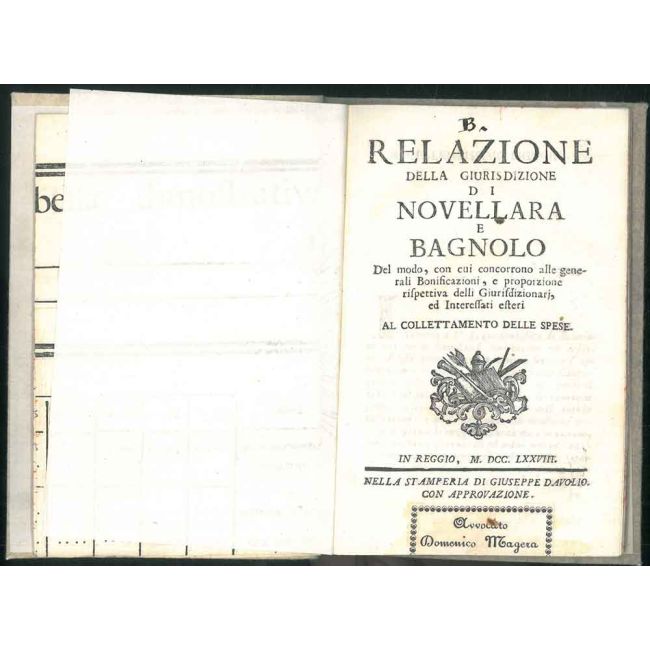 be
B.
RELAZIONE
DELLA GIURISDIZIONE
DI
NOVELLARA
E
BAGNOLO
Del modo, con cui concorrono alle gene-
rali Bonificazioni, e proporzione
rispettiva delli Giurisdizionarj,
ed Interessati esteri
AL COLLETTAMENTO DELLE SPESE.
IN REGGIO, M. DCC. LXXVIII.
NELLA STAMPERIA DI GIUSEPPE DAVOLIO.
CON APPROVAZIONE.
Avvocato
Domenico Magera